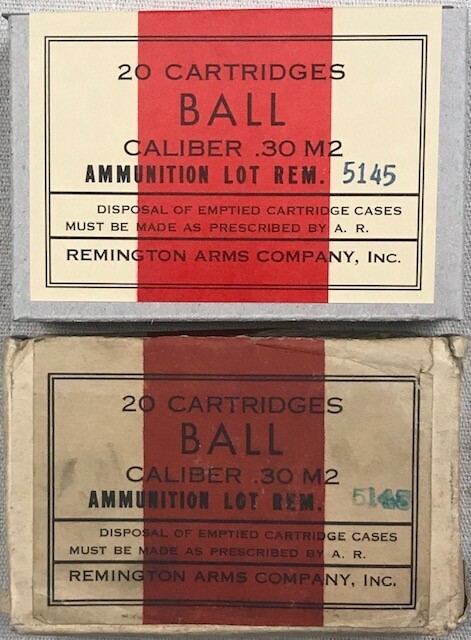 20 CARTRIDGES
BALL
CALIBER .30 M2
AMMUNITION LOT REM. 5145
DISPOSAL OF EMPTIED CARTRIDGE CASES
MUST BE MADE AS PRESCRIBED BY A. R.
REMINGTON ARMS COMPANY, INC.
20 CARTRIDGES
BALL
CALIBER .30 M2
AMMUNITION LOT REM. 5145
DISPOSAL OF EMPTIED CARTRIDGE CASES
MUST BE MADE AS PRESCRIBED BY A. R.
REMINGTON ARMS COMPANY, INC.